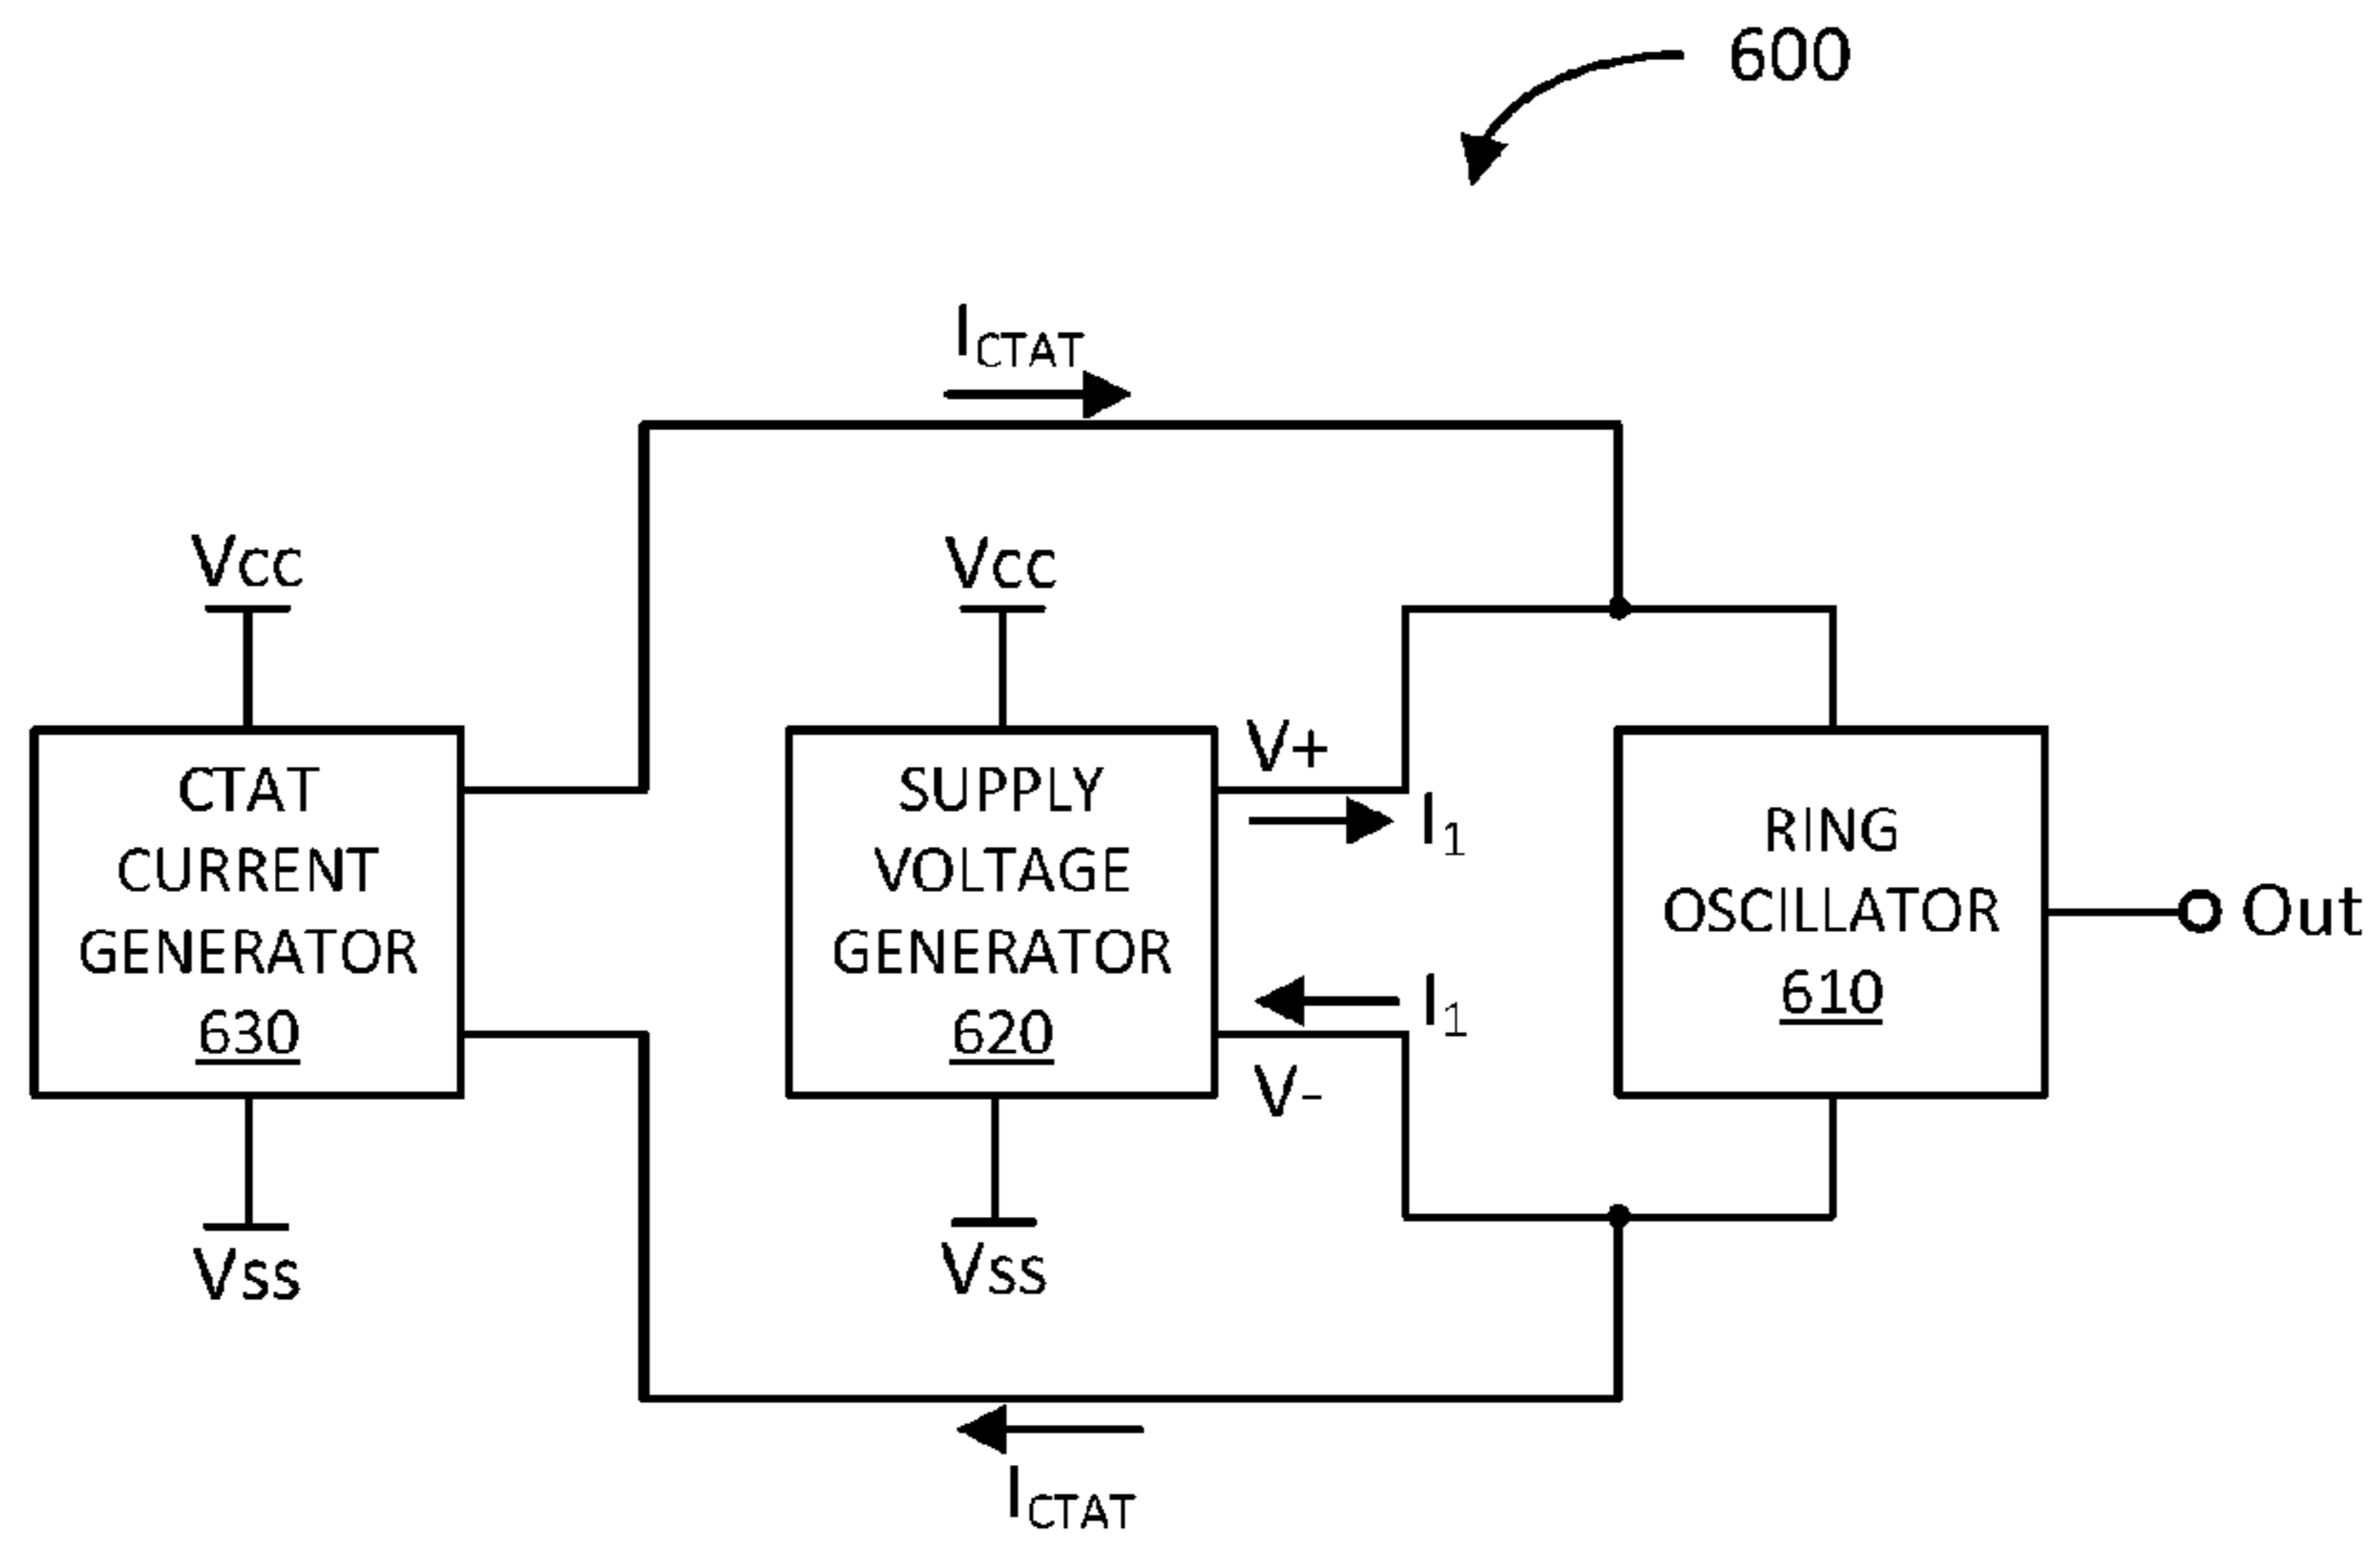 600
ICTAT
VCC
VCC
CTAT
CURRENT
GENERATOR
630
SUPPLY
VOLTAGE
GENERATOR
620
V+
I1
I1
V-
RING
OSCILLATOR
610
Out
VSS
VSS
ICTAT